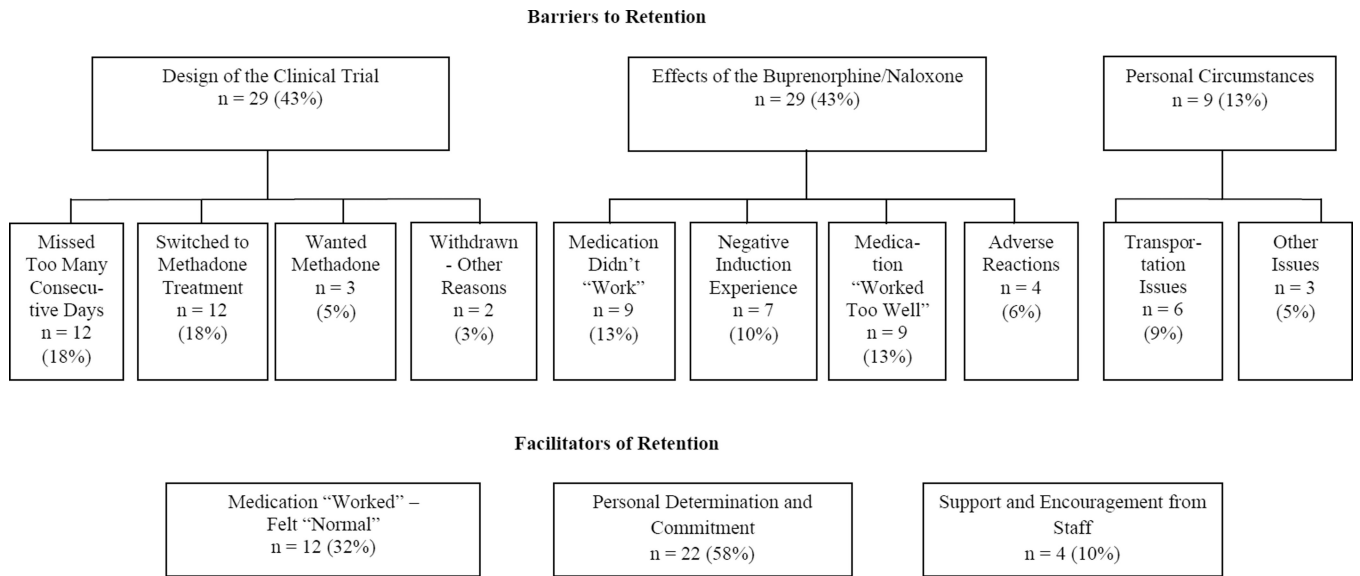 Barriers to Retention
Design of the Clinical Trial
n = 29 (43%)
Effects of the Buprenorphine/Naloxone
n = 29 (43%)
Personal Circumstances
n = 9 (13%)
Missed
Too Many
Consecu-
tive Days
n = 12
(18%)
Switched to
Methadone
Treatment
n = 12
(18%)
Wanted
Methadone
n = 3
(5%)
Withdrawn
- Other
Reasons
n = 2
(3%)
Medication
Didn’t
“Work”
n = 9
(13%)
Negative
Induction
Experience
n = 7
(10%)
Medica-
tion
“Worked
Too Well”
n = 9
(13%)
Adverse
Reactions
n = 4
(6%)
Transpor-
tation
Issues
n = 6
(9%)
Other
Issues
n = 3
(5%)
Facilitators of Retention
Medication “Worked” –
Felt “Normal”
n = 12 (32%)
Personal Determination and
Commitment
n = 22 (58%)
Support and Encouragement from
Staff
n = 4 (10%)